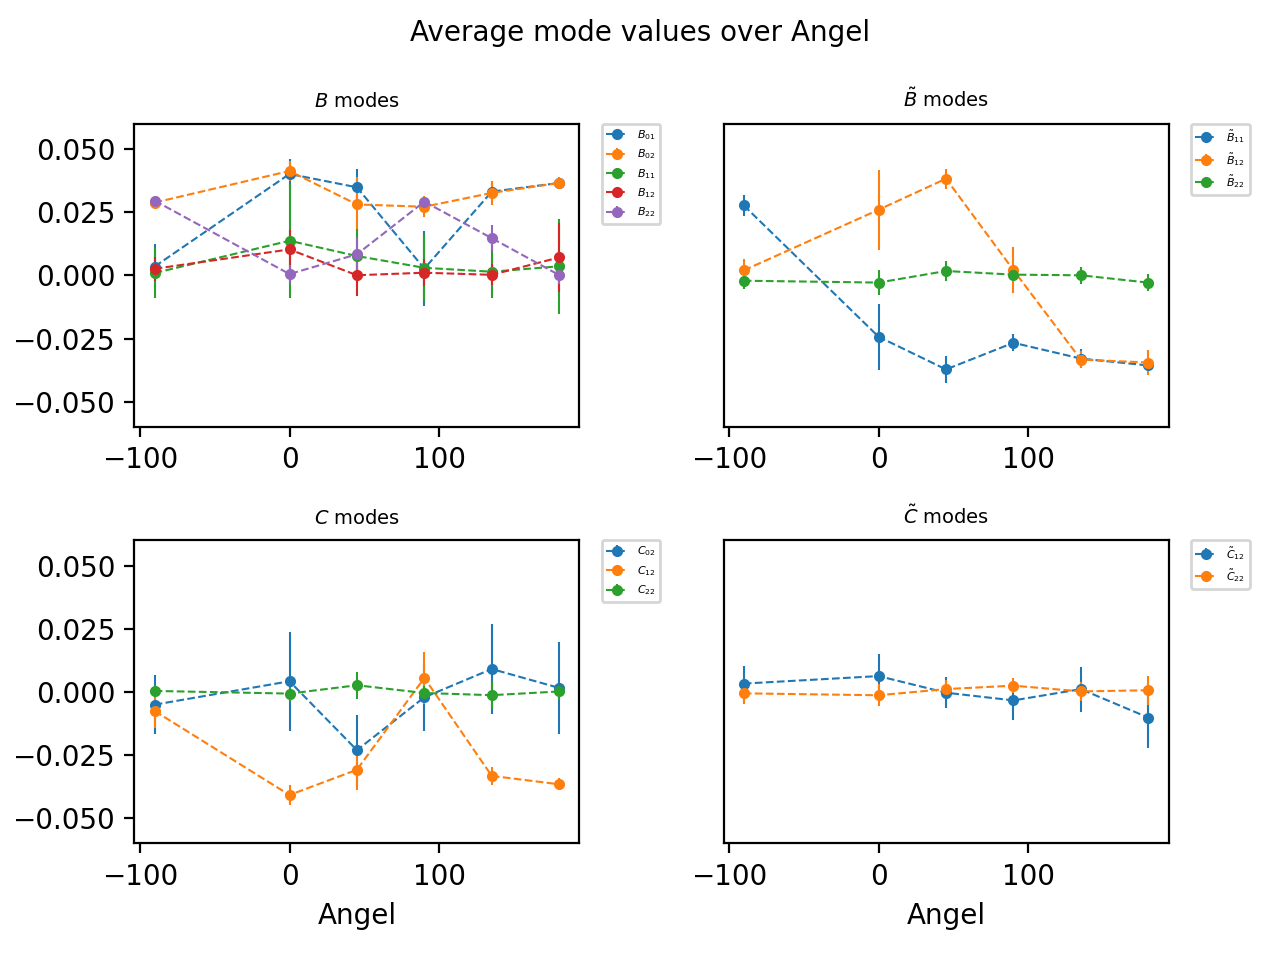 Average mode values over Angel
B modes
0.050
0.025
0.000
−0.025
−0.050
−100 0 100
B₀₁
B₀₂
B₁₁
B₁₂
B₂₂
B̃ modes
−100 0 100
B̃₁₁
B̃₁₂
B̃₂₂
C modes
0.050
0.025
0.000
−0.025
−0.050
−100 0 100
Angel
C₀₂
C₁₂
C₂₂
C̃ modes
−100 0 100
Angel
C̃₁₂
C̃₂₂